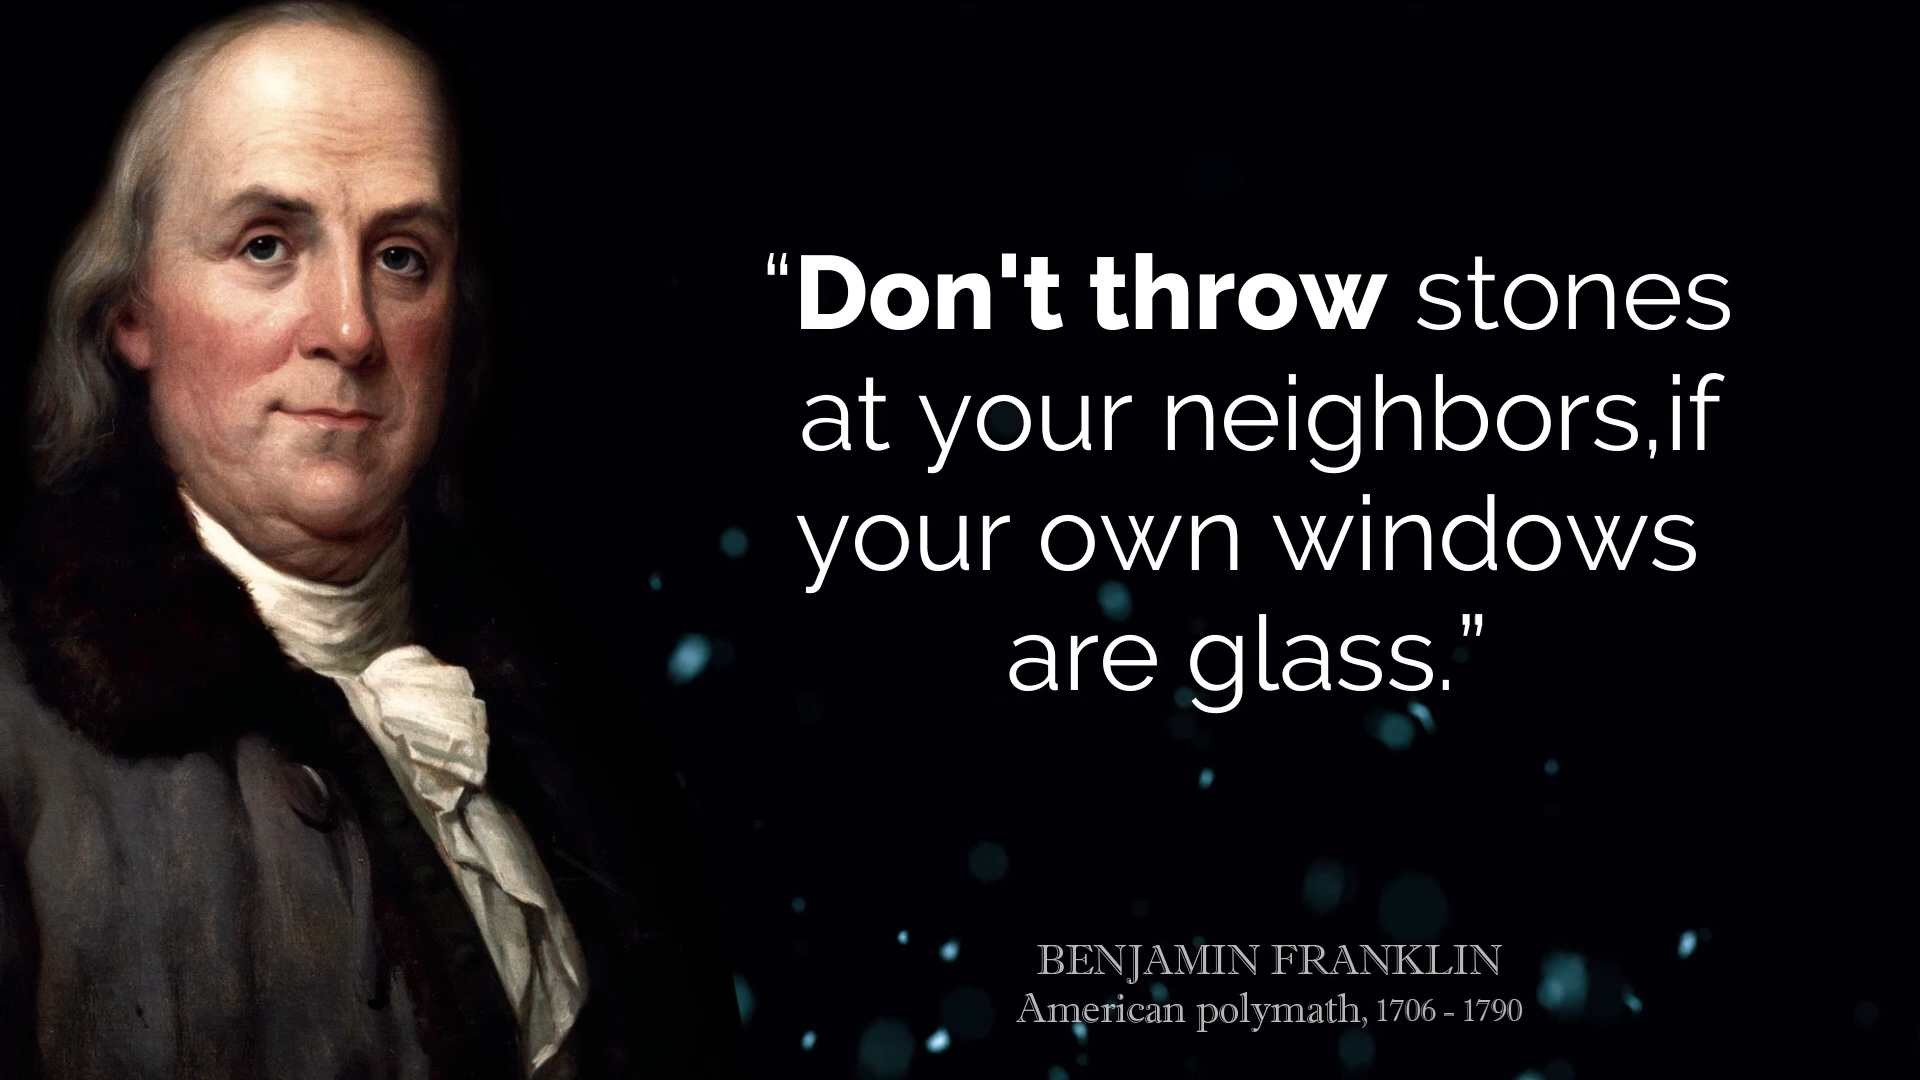 “Don't throw stones
at your neighbors,if
your own windows
are glass.”
BENJAMIN FRANKLIN
American polymath, 1706 - 1790